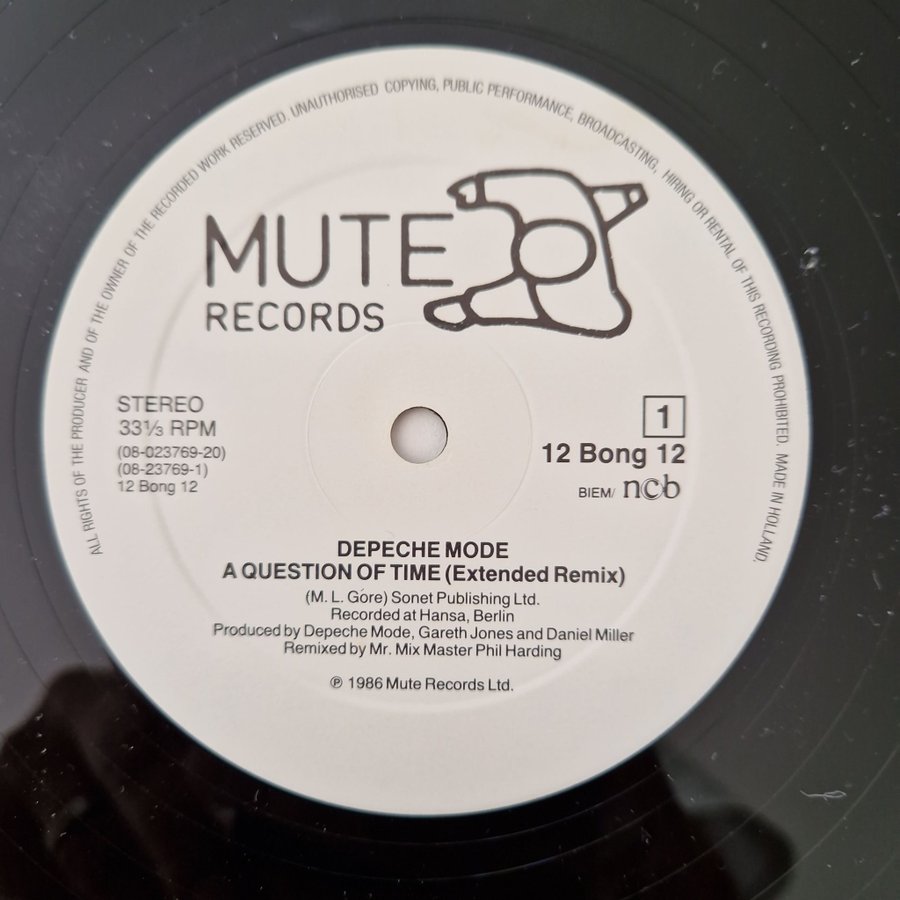 ALL RIGHTS OF THE PRODUCER AND OF THE OWNER OF THE RECORDED WORK RESERVED. UNAUTHORISED COPYING, PUBLIC PERFORMANCE, BROADCASTING, HIRING OR RENTAL OF THIS RECORDING PROHIBITED. MADE IN HOLLAND.
MUTE
RECORDS
STEREO
33⅓ RPM
(08-023769-20)
(08-23769-1)
12 Bong 12
1
12 Bong 12
BIEM/ ncb
DEPECHE MODE
A QUESTION OF TIME (Extended Remix)
(M. L. Gore) Sonet Publishing Ltd.
Recorded at Hansa, Berlin
Produced by Depeche Mode, Gareth Jones and Daniel Miller
Remixed by Mr. Mix Master Phil Harding
℗ 1986 Mute Records Ltd.